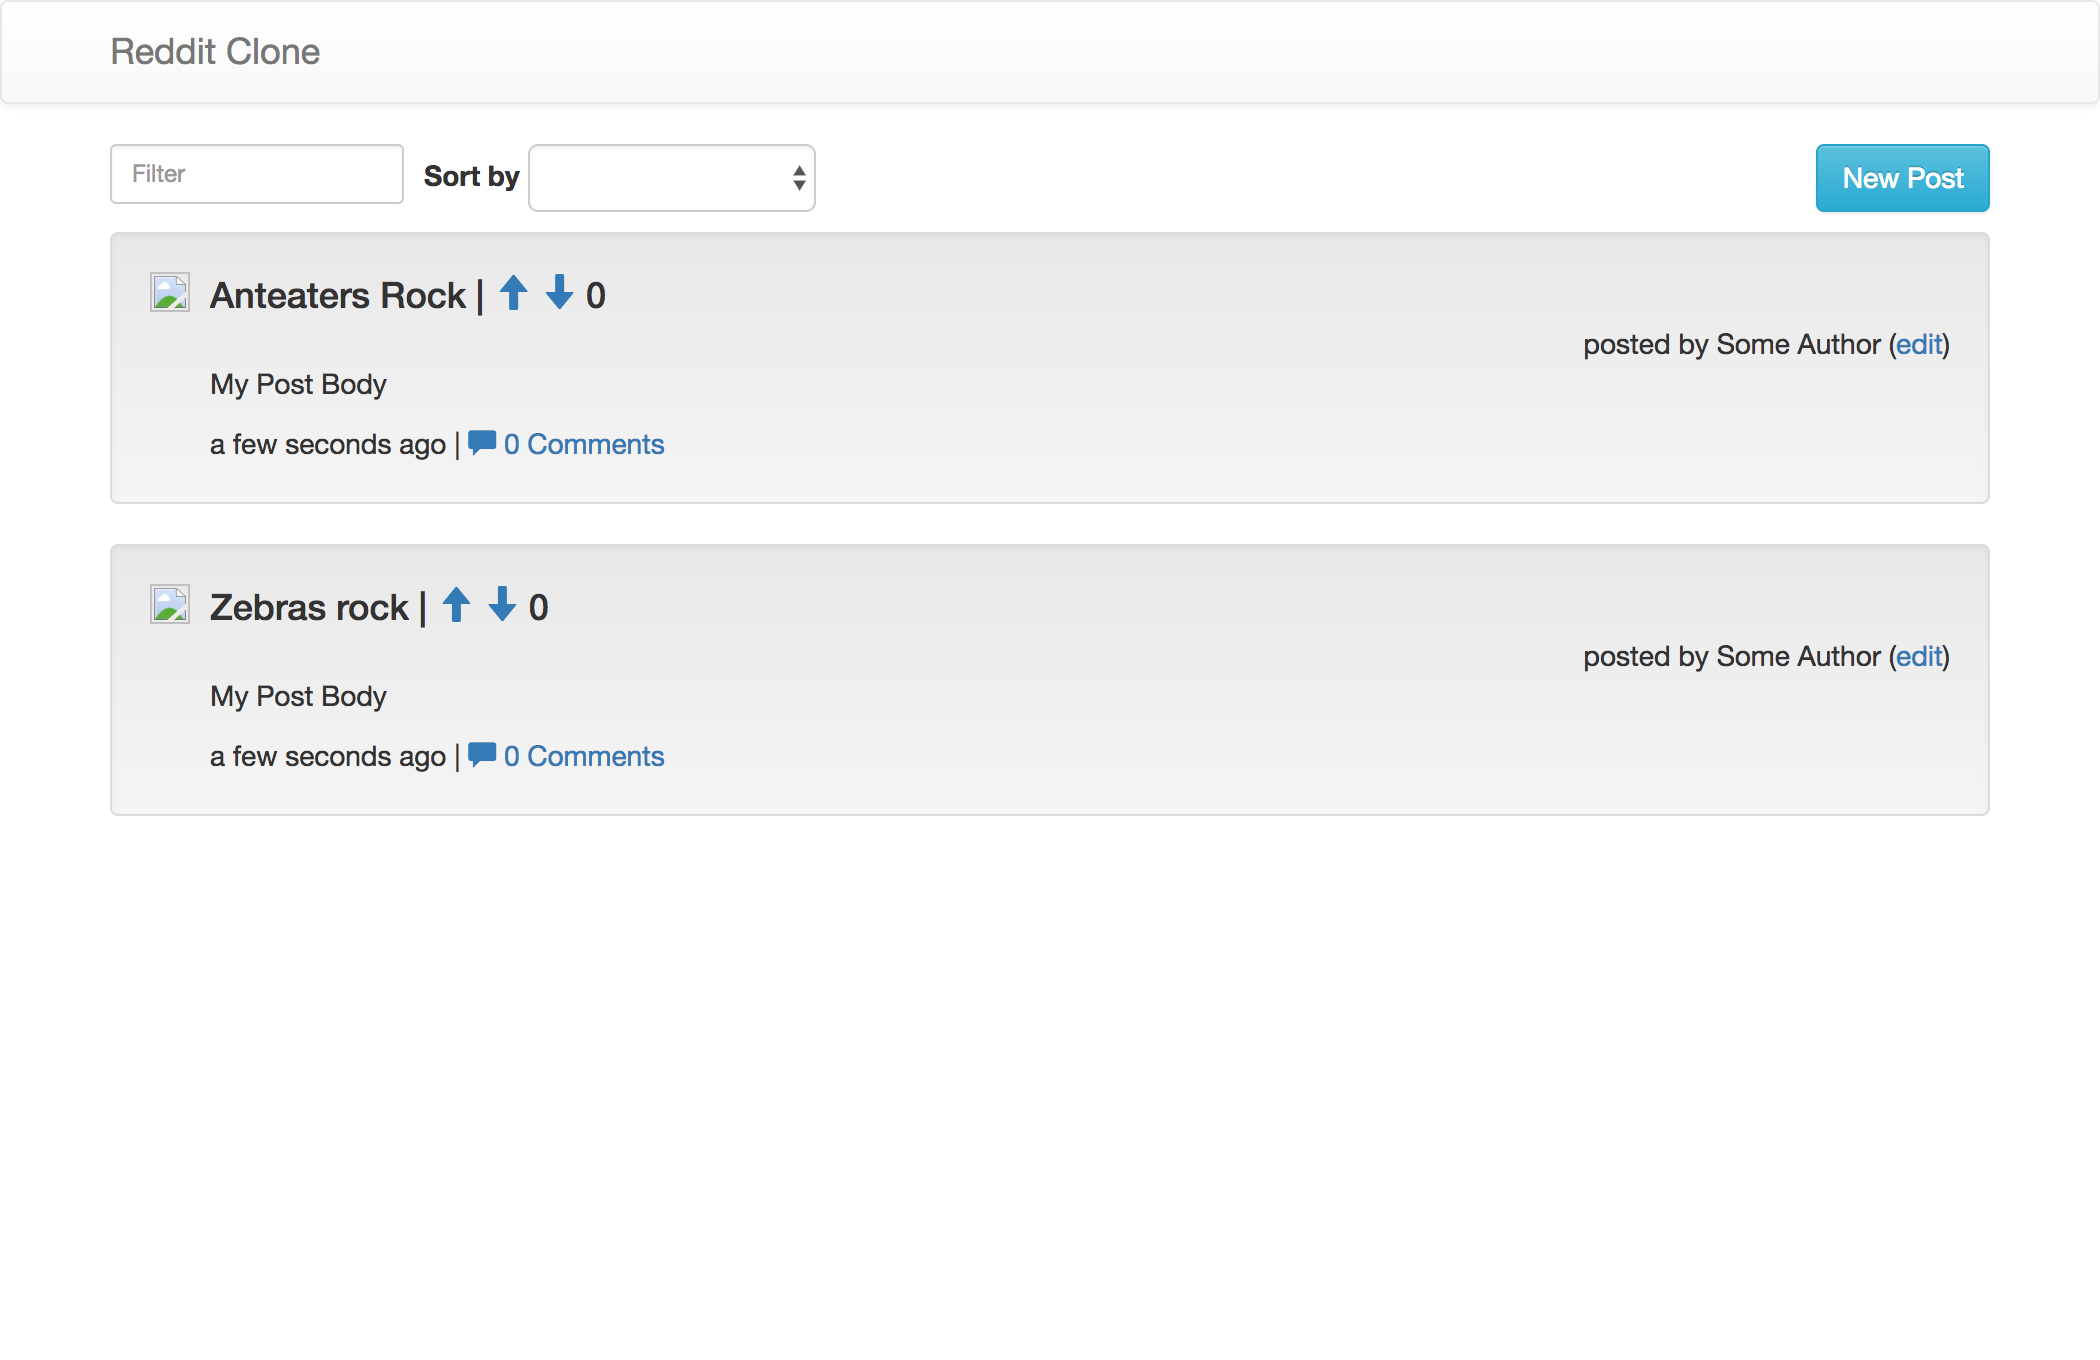 Reddit Clone
Filter Sort by New Post
Anteaters Rock | 0
posted by Some Author (edit)
My Post Body
a few seconds ago | 0 Comments
Zebras rock | 0
posted by Some Author (edit)
My Post Body
a few seconds ago | 0 Comments